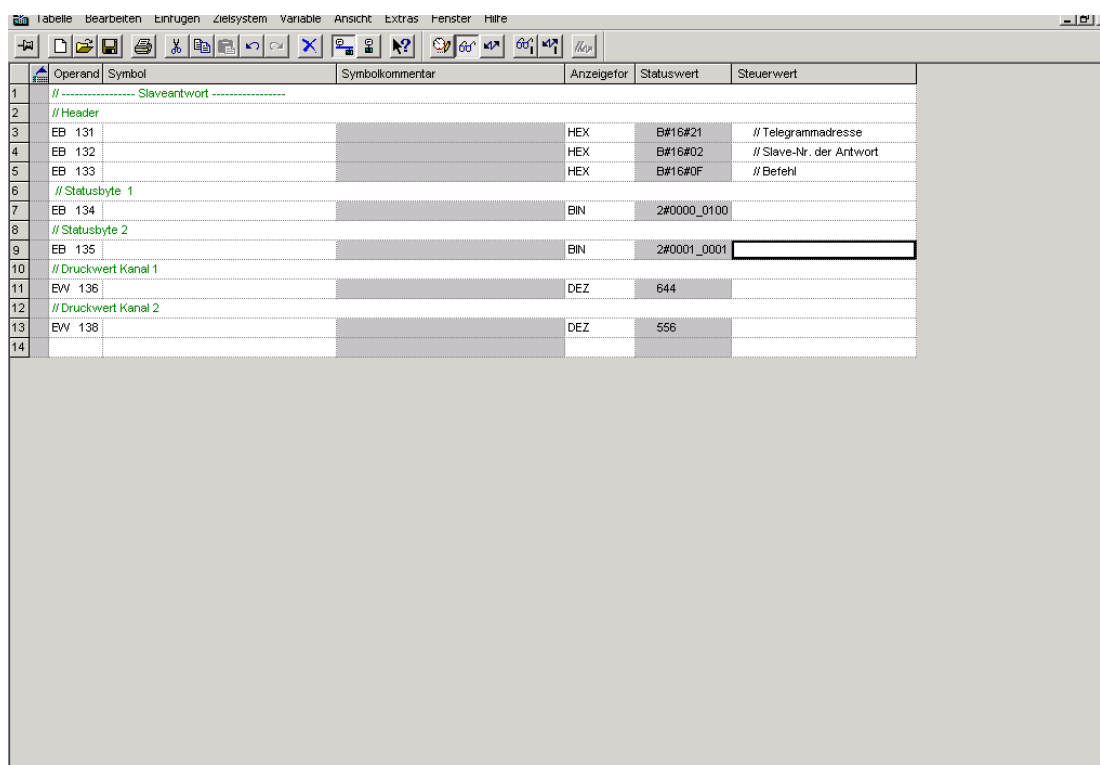 Tabelle Bearbeiten Einfügen Zielsystem Variable Ansicht Extras Fenster Hilfe
Operand Symbol Symbolkommentar Anzeigefor Statuswert Steuerwert
1 // ----------------- Slaveantwort -----------------
2 // Header
3 EB 131 HEX B#16#21 // Telegrammadresse
4 EB 132 HEX B#16#02 // Slave-Nr. der Antwort
5 EB 133 HEX B#16#0F // Befehl
6 // Statusbyte 1
7 EB 134 BIN 2#0000_0100
8 // Statusbyte 2
9 EB 135 BIN 2#0001_0001
10 // Druckwert Kanal 1
11 EW 136 DEZ 644
12 // Druckwert Kanal 2
13 EW 138 DEZ 556
14